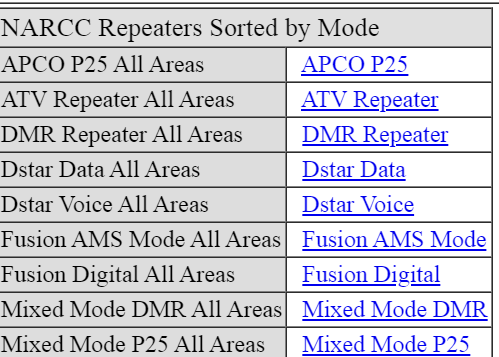 NARCC Repeaters Sorted by Mode
APCO P25 All Areas APCO P25
ATV Repeater All Areas ATV Repeater
DMR Repeater All Areas DMR Repeater
Dstar Data All Areas Dstar Data
Dstar Voice All Areas Dstar Voice
Fusion AMS Mode All Areas Fusion AMS Mode
Fusion Digital All Areas Fusion Digital
Mixed Mode DMR All Areas Mixed Mode DMR
Mixed Mode P25 All Areas Mixed Mode P25